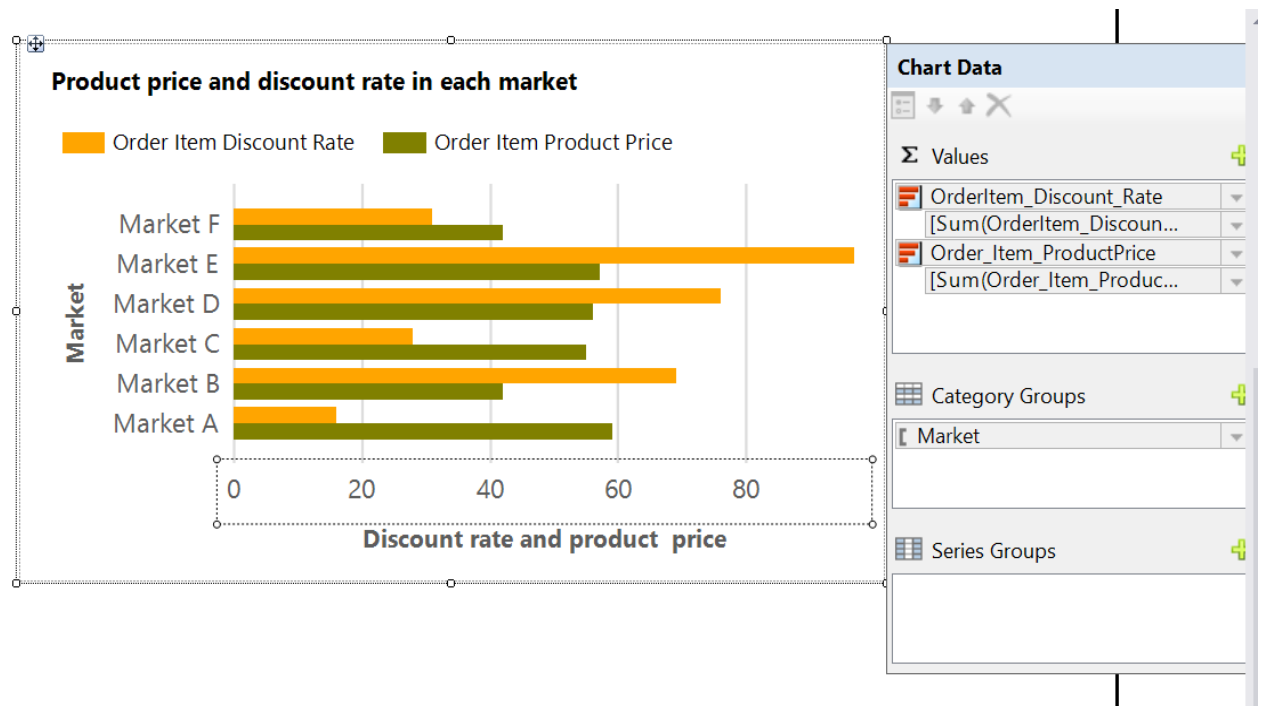 Product price and discount rate in each market
Order Item Discount Rate
Order Item Product Price
Market
Market F
Market E
Market D
Market C
Market B
Market A
0 20 40 60 80
Discount rate and product  price
Chart Data
Σ Values
OrderItem_Discount_Rate
[Sum(OrderItem_Discoun...
Order_Item_ProductPrice
[Sum(Order_Item_Produc...
Category Groups
Market
Series Groups